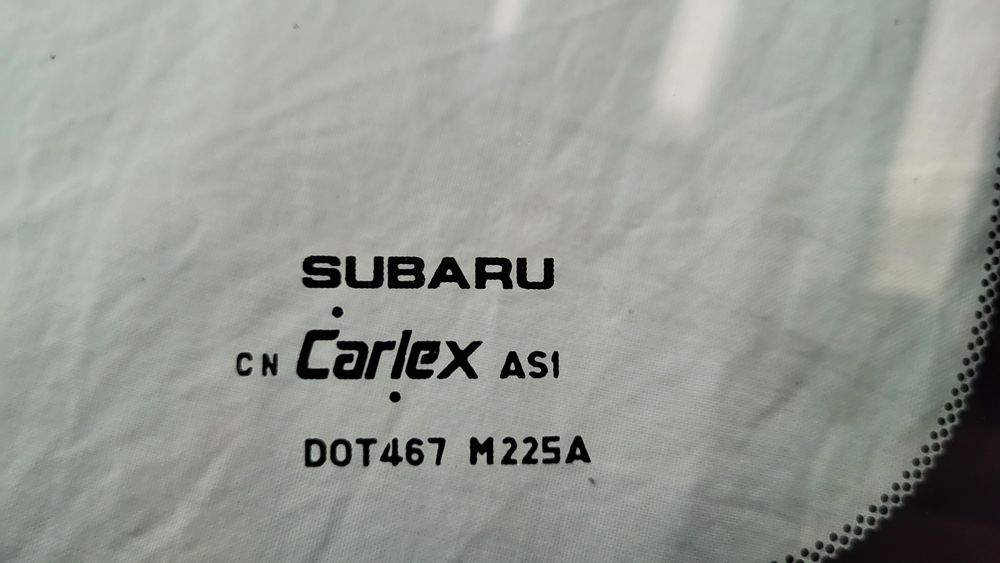 SUBARU
CN Carlex AS1
DOT467 M225A